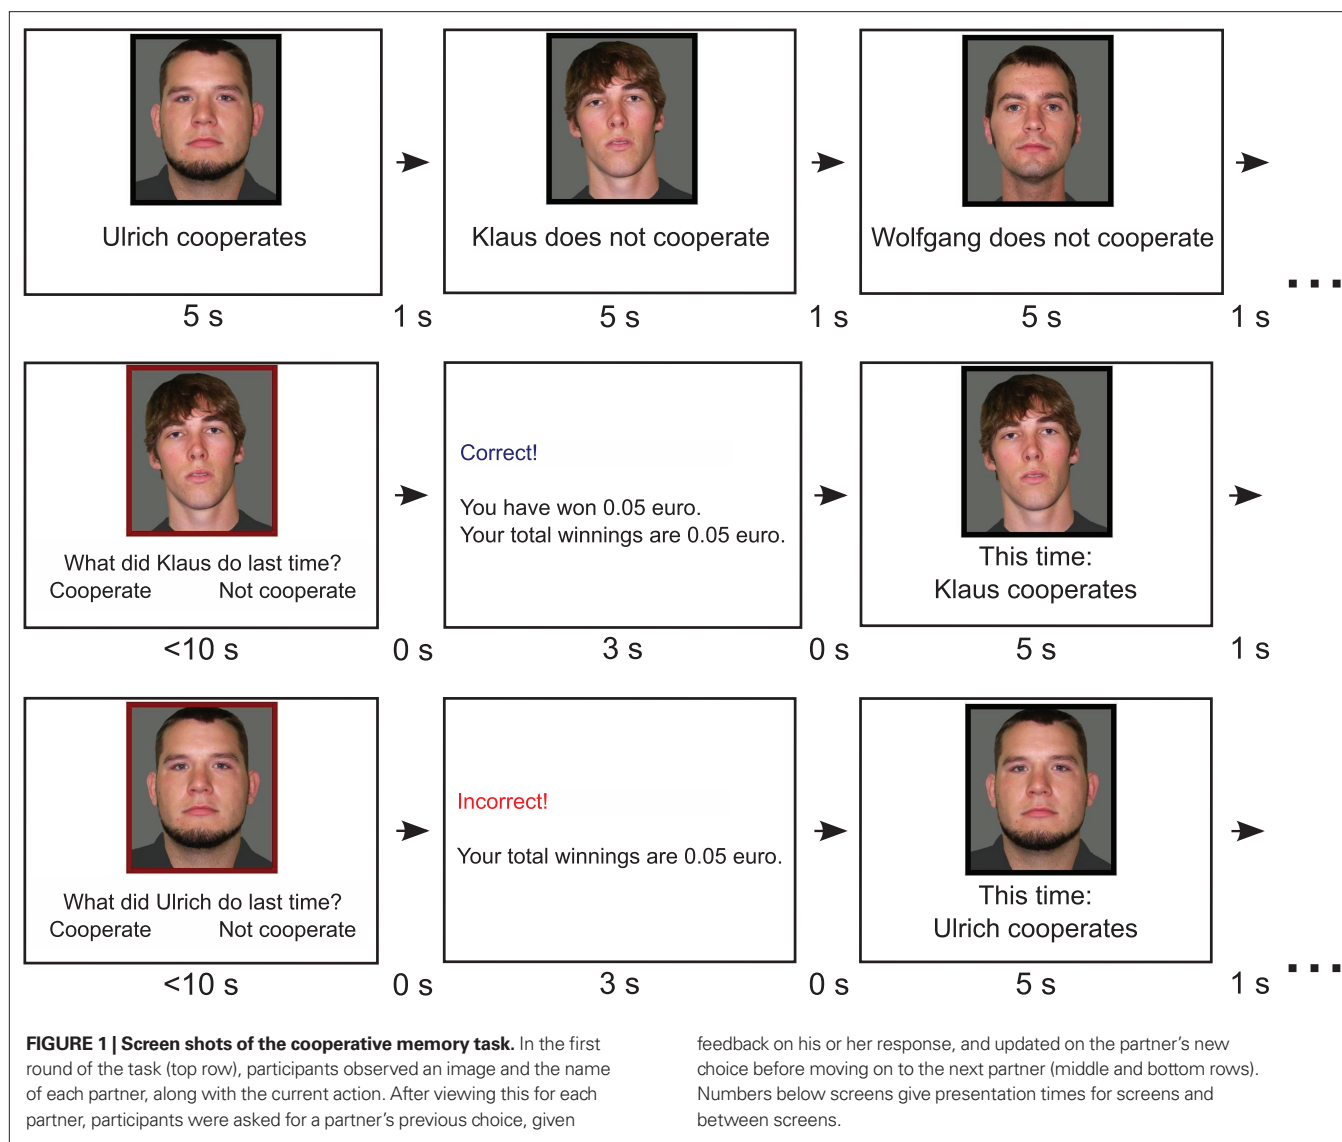 Ulrich cooperates
Klaus does not cooperate
Wolfgang does not cooperate
...
5 s
1 s
5 s
1 s
5 s
1 s
What did Klaus do last time?
Cooperate Not cooperate
Correct!
You have won 0.05 euro.
Your total winnings are 0.05 euro.
This time:
Klaus cooperates
<10 s
0 s
3 s
0 s
5 s
1 s
What did Ulrich do last time?
Cooperate Not cooperate
Incorrect!
Your total winnings are 0.05 euro.
This time:
Ulrich cooperates
...
<10 s
0 s
3 s
0 s
5 s
1 s
FIGURE 1 | Screen shots of the cooperative memory task. In the first
round of the task (top row), participants observed an image and the name
of each partner, along with the current action. After viewing this for each
partner, participants were asked for a partner's previous choice, given
feedback on his or her response, and updated on the partner's new
choice before moving on to the next partner (middle and bottom rows).
Numbers below screens give presentation times for screens and
between screens.